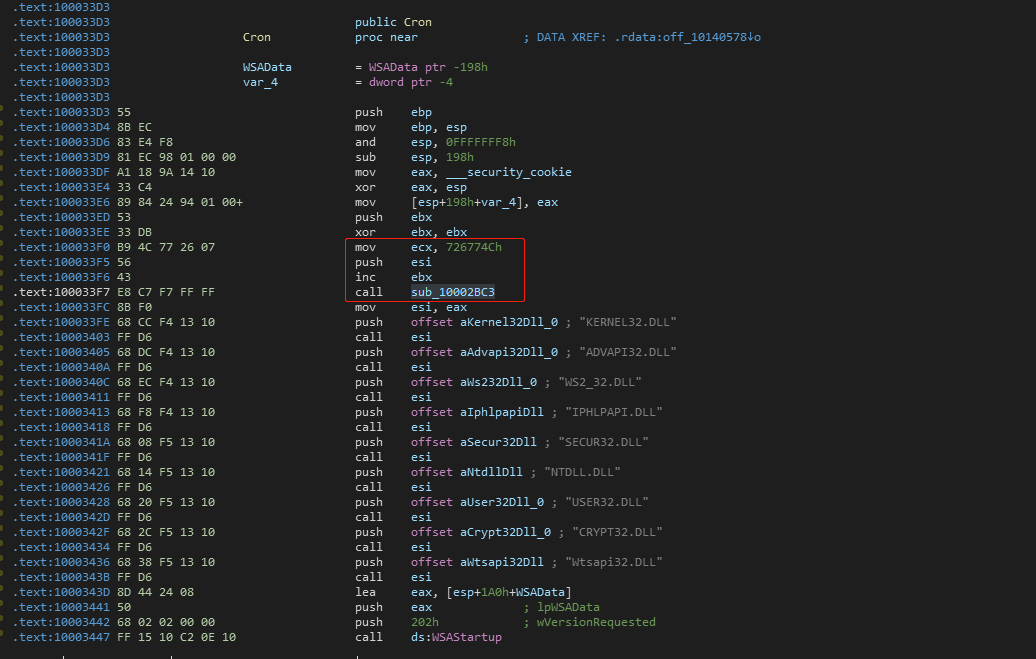 .text:100033D3
.text:100033D3 public Cron
.text:100033D3 Cron proc near ; DATA XREF: .rdata:off_10140578↓o
.text:100033D3
.text:100033D3 WSAData = WSAData ptr -198h
.text:100033D3 var_4 = dword ptr -4
.text:100033D3
.text:100033D3 55 push ebp
.text:100033D4 8B EC mov ebp, esp
.text:100033D6 83 E4 F8 and esp, 0FFFFFFF8h
.text:100033D9 81 EC 98 01 00 00 sub esp, 198h
.text:100033DF A1 18 9A 14 10 mov eax, ___security_cookie
.text:100033E4 33 C4 xor eax, esp
.text:100033E6 89 84 24 94 01 00+ mov [esp+198h+var_4], eax
.text:100033ED 53 push ebx
.text:100033EE 33 DB xor ebx, ebx
.text:100033F0 B9 4C 77 26 07 mov ecx, 726774Ch
.text:100033F5 56 push esi
.text:100033F6 43 inc ebx
.text:100033F7 E8 C7 F7 FF FF call sub_10002BC3
.text:100033FC 8B F0 mov esi, eax
.text:100033FE 68 CC F4 13 10 push offset aKernel32Dll_0 ; "KERNEL32.DLL"
.text:10003403 FF D6 call esi
.text:10003405 68 DC F4 13 10 push offset aAdvapi32Dll_0 ; "ADVAPI32.DLL"
.text:1000340A FF D6 call esi
.text:1000340C 68 EC F4 13 10 push offset aWs232Dll_0 ; "WS2_32.DLL"
.text:10003411 FF D6 call esi
.text:10003413 68 F8 F4 13 10 push offset aIphlpapiDll ; "IPHLPAPI.DLL"
.text:10003418 FF D6 call esi
.text:1000341A 68 08 F5 13 10 push offset aSecur32Dll ; "SECUR32.DLL"
.text:1000341F FF D6 call esi
.text:10003421 68 14 F5 13 10 push offset aNtdllDll ; "NTDLL.DLL"
.text:10003426 FF D6 call esi
.text:10003428 68 20 F5 13 10 push offset aUser32Dll_0 ; "USER32.DLL"
.text:1000342D FF D6 call esi
.text:1000342F 68 2C F5 13 10 push offset aCrypt32Dll_0 ; "CRYPT32.DLL"
.text:10003434 FF D6 call esi
.text:10003436 68 38 F5 13 10 push offset aWtsapi32Dll ; "Wtsapi32.DLL"
.text:1000343B FF D6 call esi
.text:1000343D 8D 44 24 08 lea eax, [esp+1A0h+WSAData]
.text:10003441 50 push eax ; lpWSAData
.text:10003442 68 02 02 00 00 push 202h ; wVersionRequested
.text:10003447 FF 15 10 C2 0E 10 call ds:WSAStartup